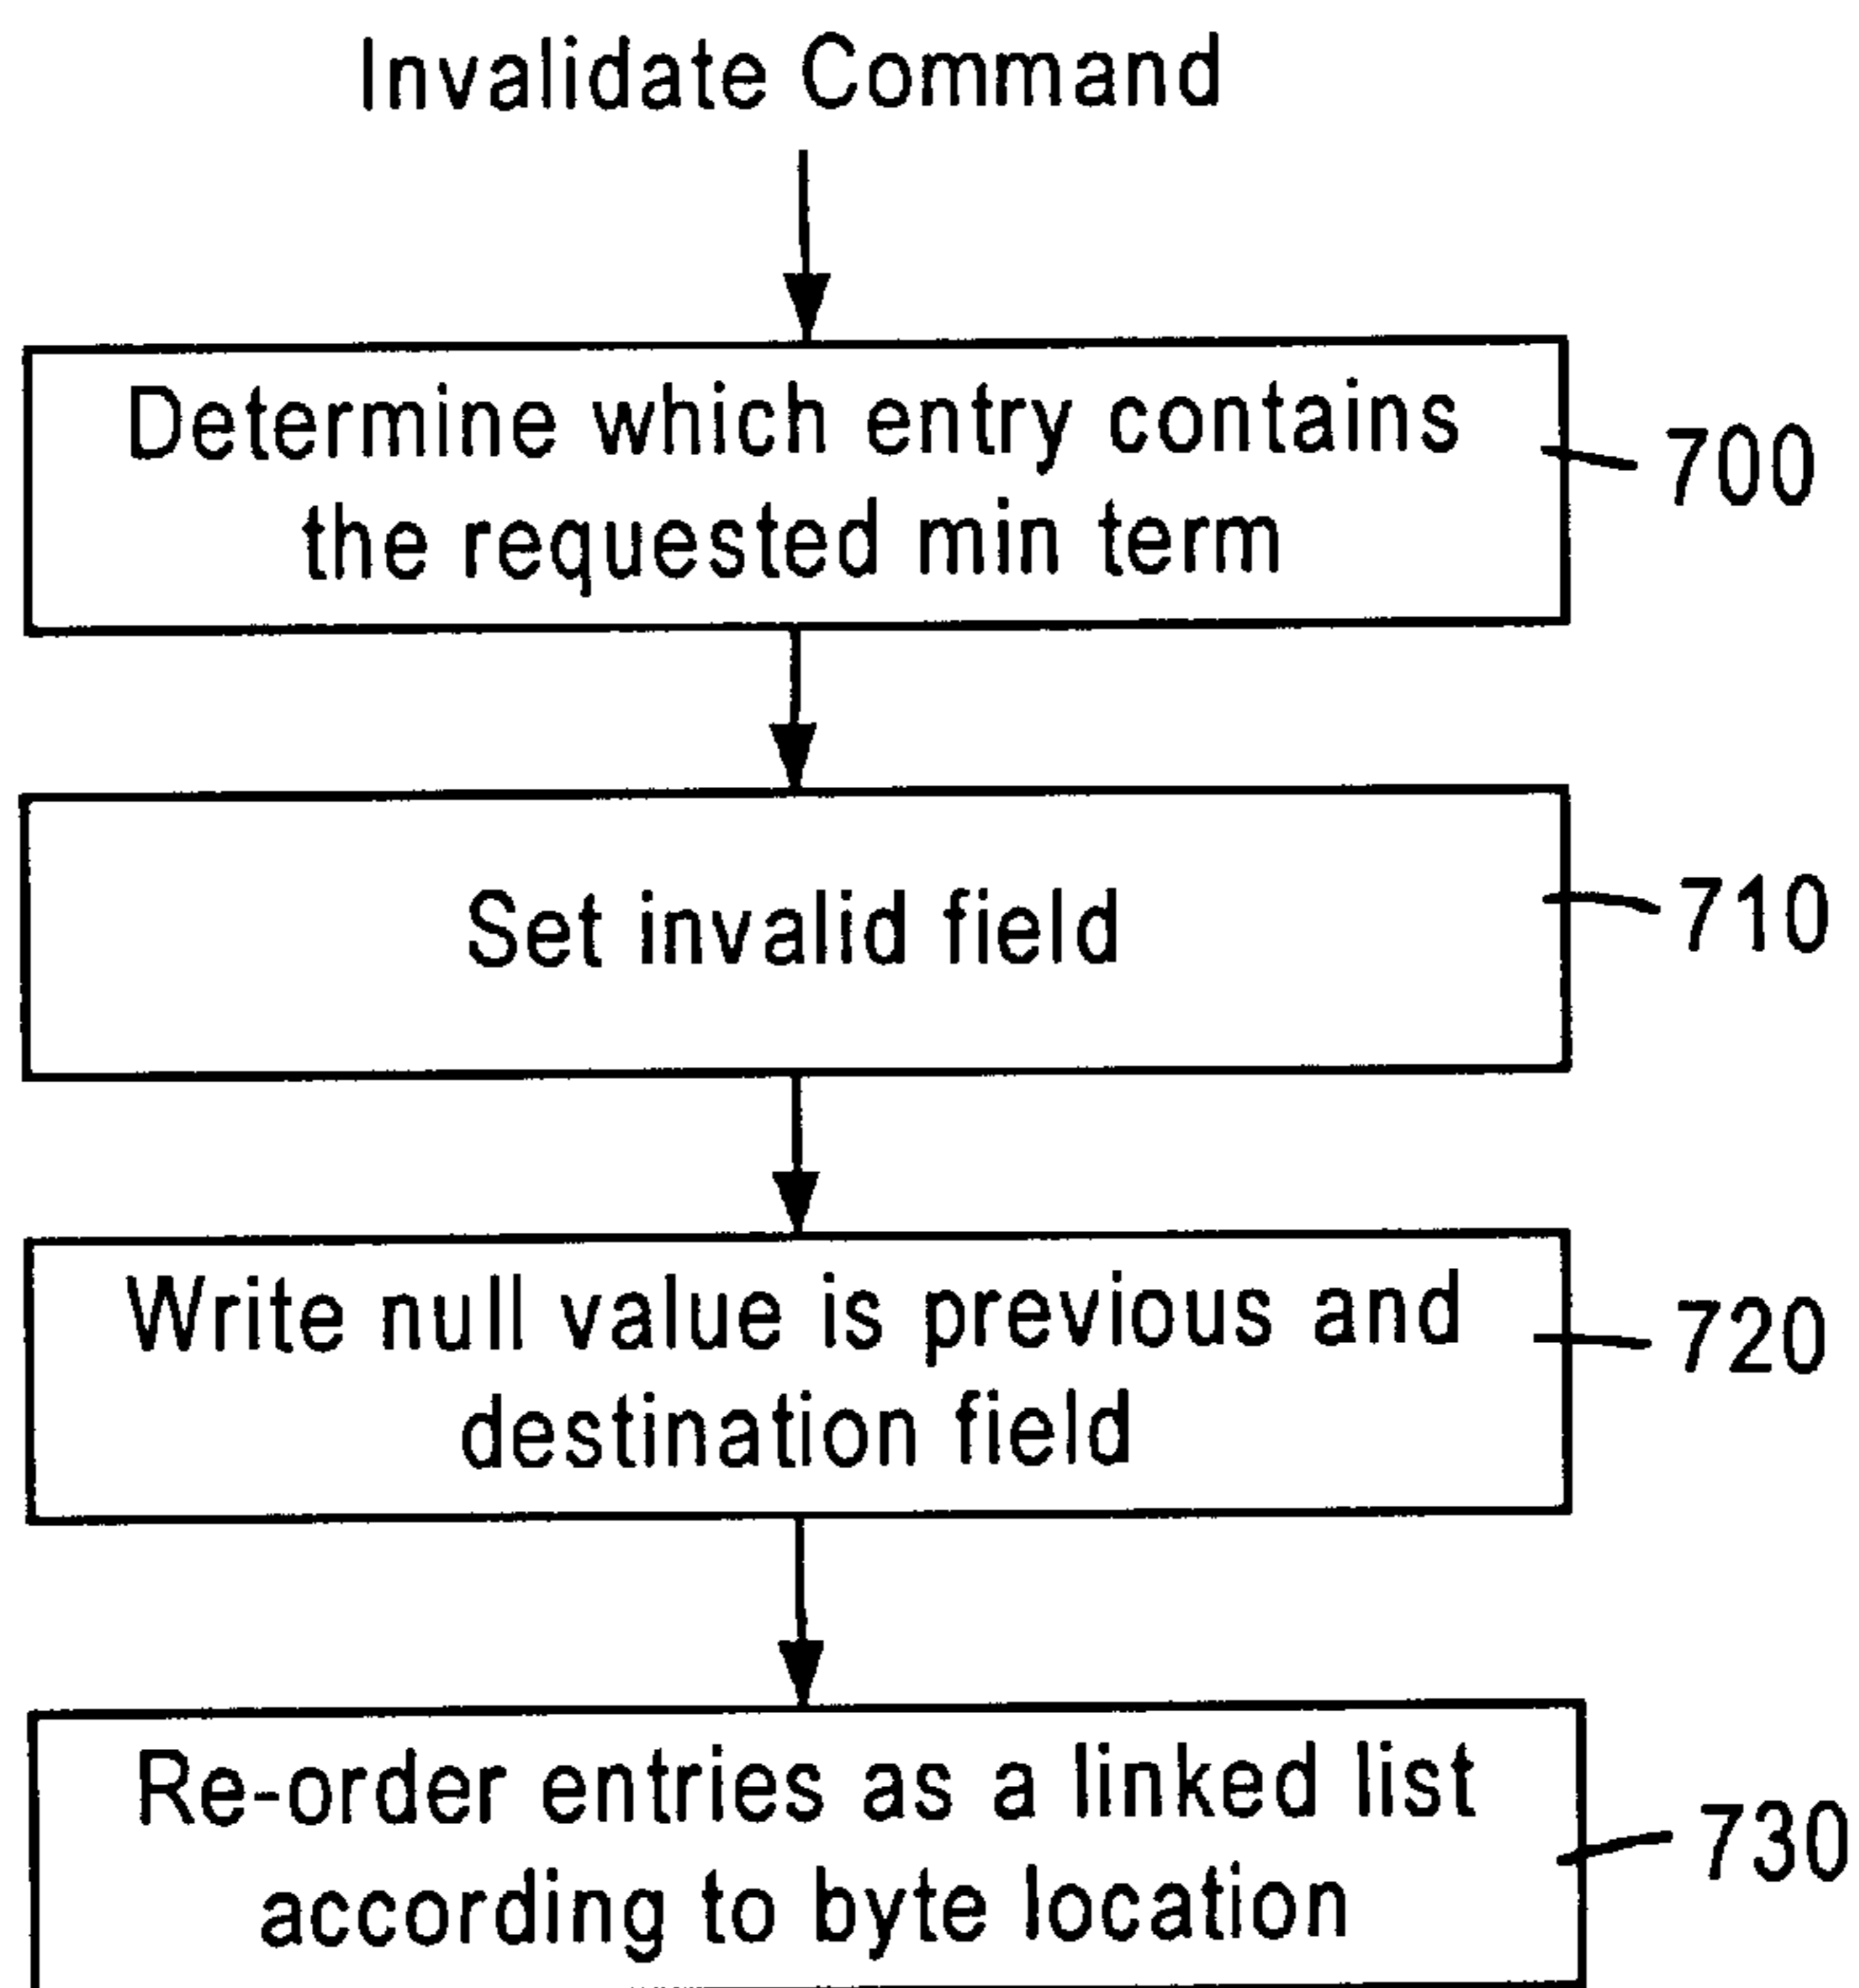 Invalidate Command
Determine which entry contains
the requested min term
700
Set invalid field
710
Write null value is previous and
destination field
720
Re-order entries as a linked list
according to byte location
730